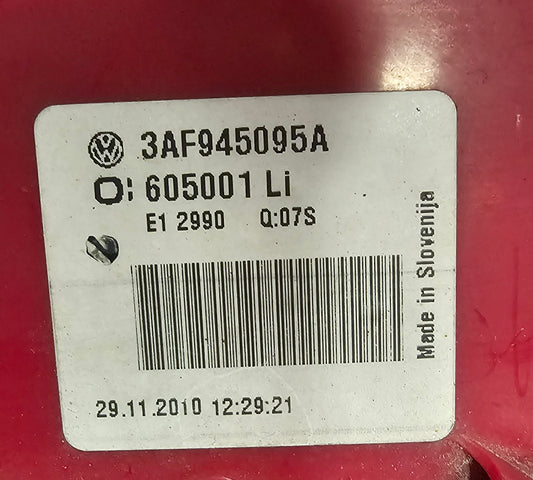 3AF945095A
O: 605001 Li
E1 2990 Q:07S
Made in Slovenija
29.11.2010 12:29:21